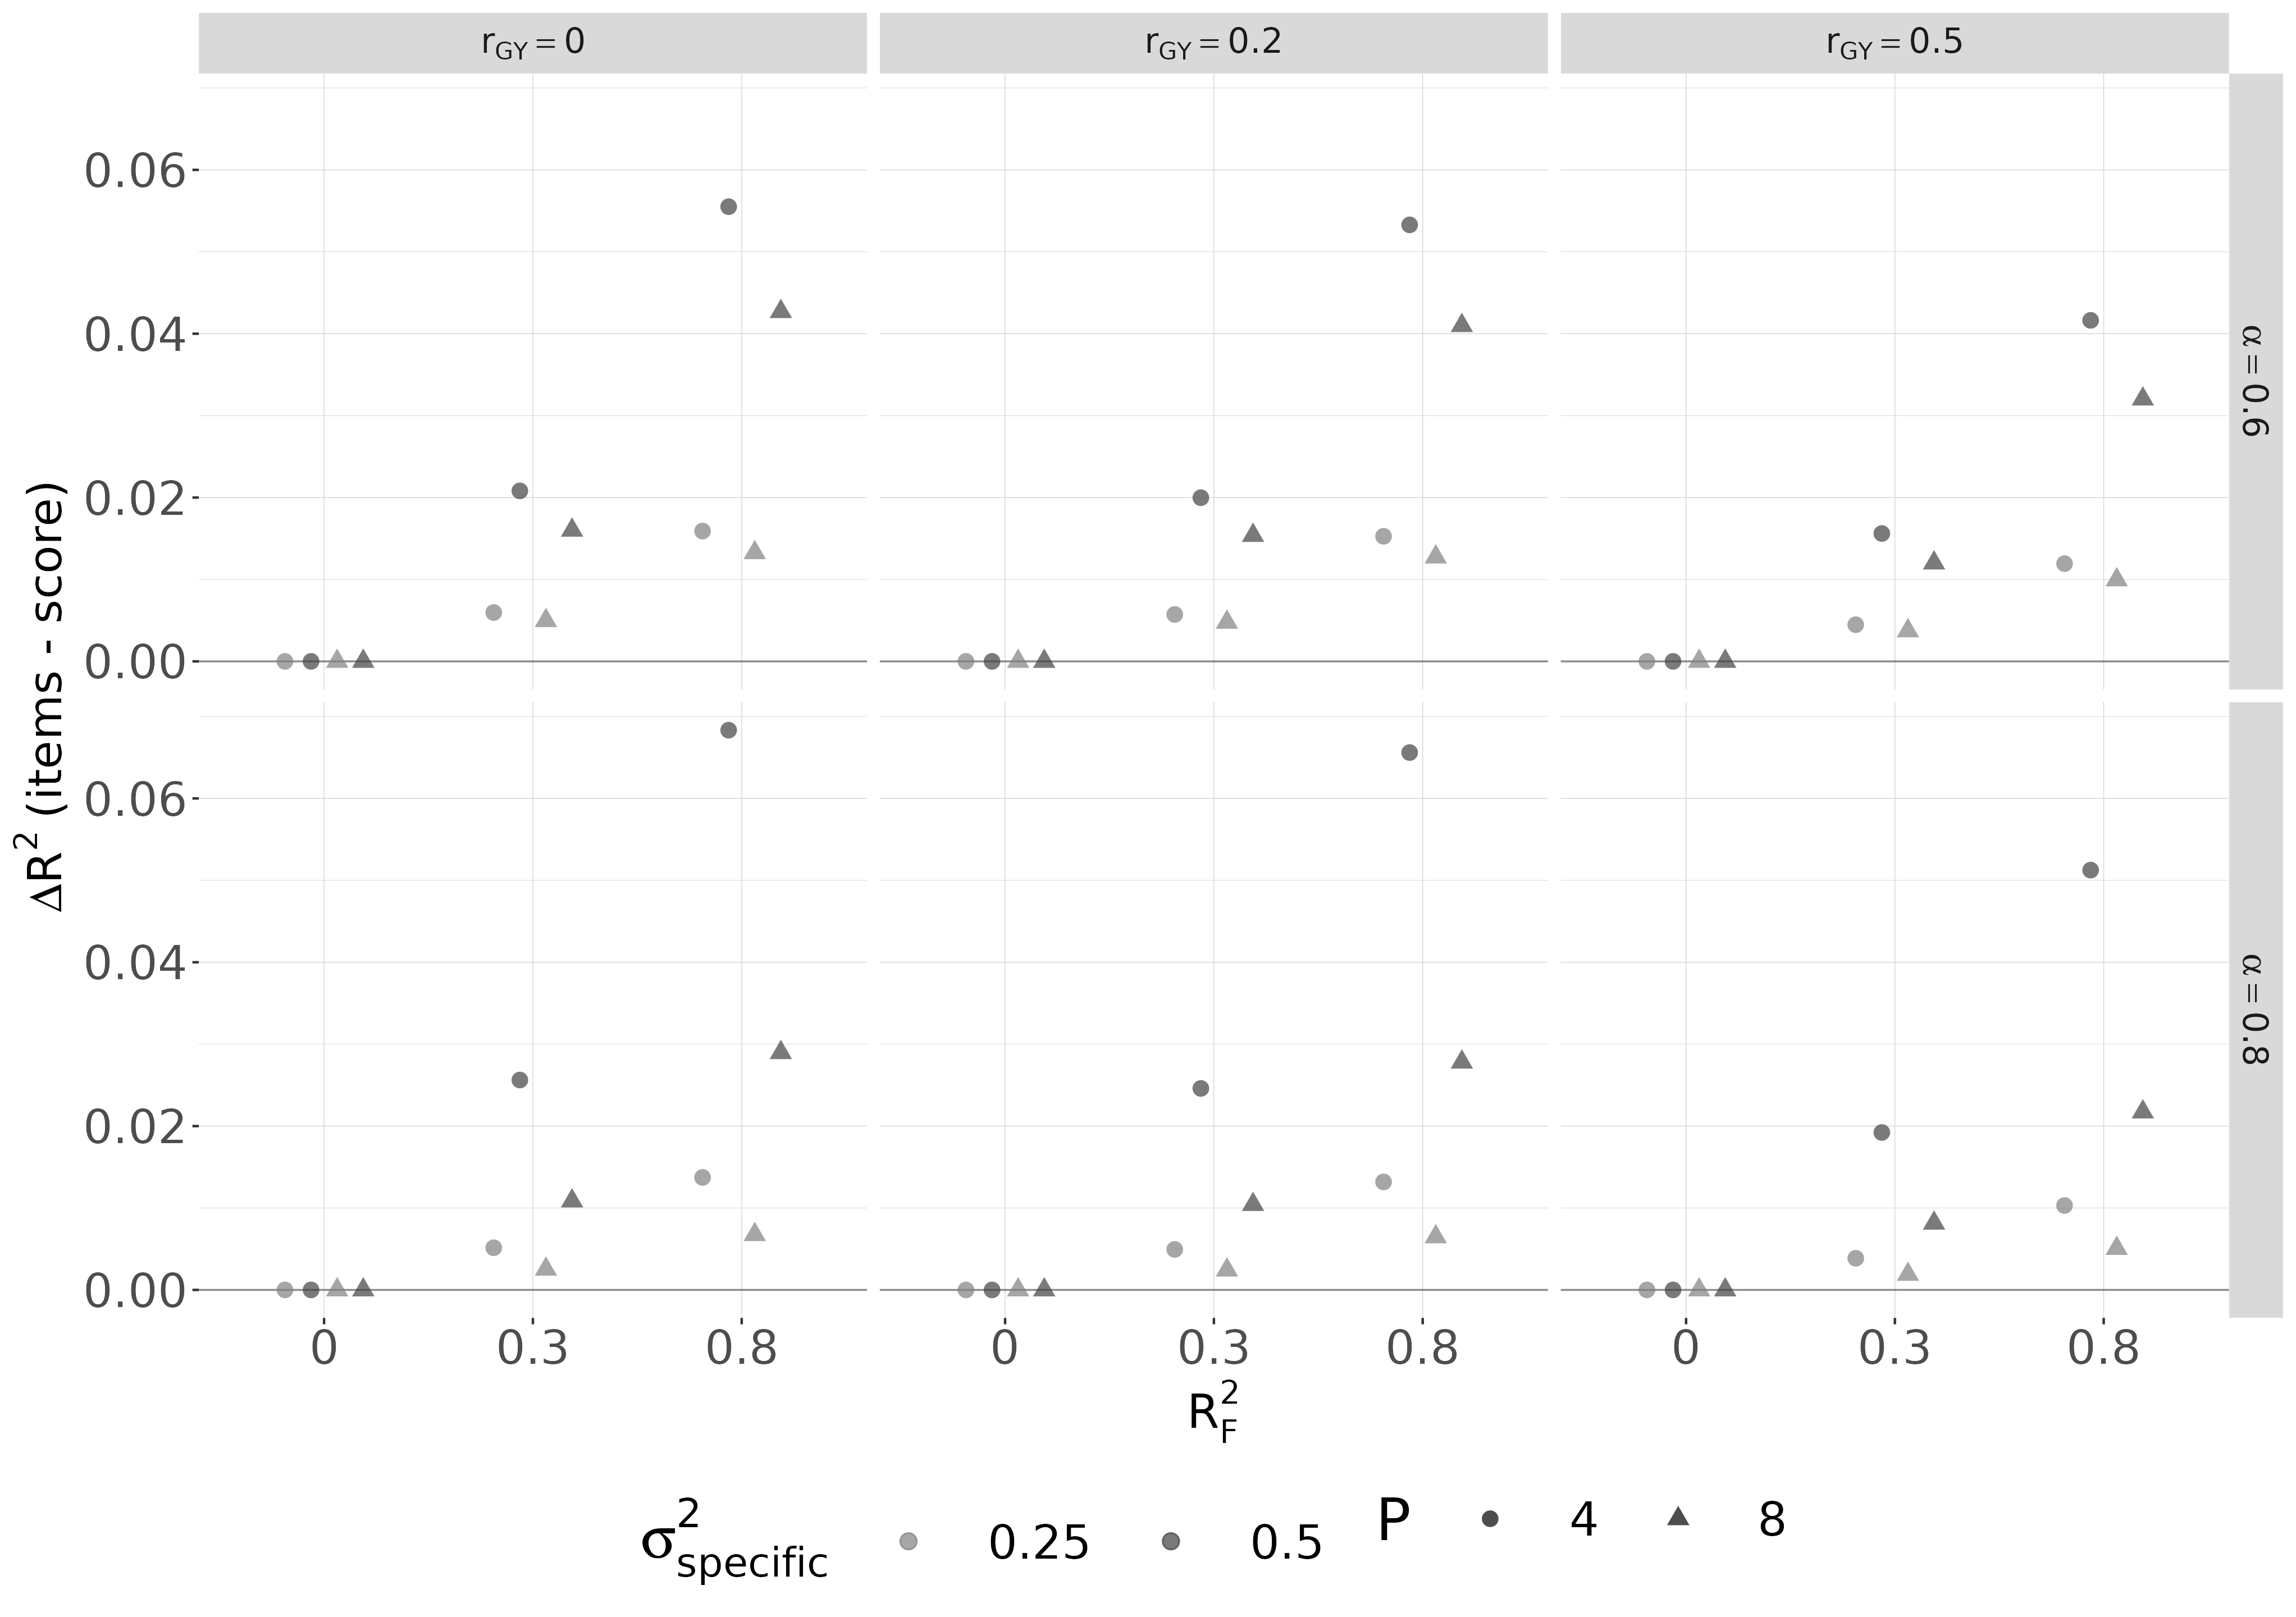 r_GY = 0
r_GY = 0.2
r_GY = 0.5
0.06
0.04
0.02
0.00
α = 0.6
ΔR² (items - score)
0.06
0.04
0.02
0.00
α = 0.8
0 0.3 0.8
0 0.3 0.8
0 0.3 0.8
R²_F
σ²_specific 0.25 0.5 P 4 8